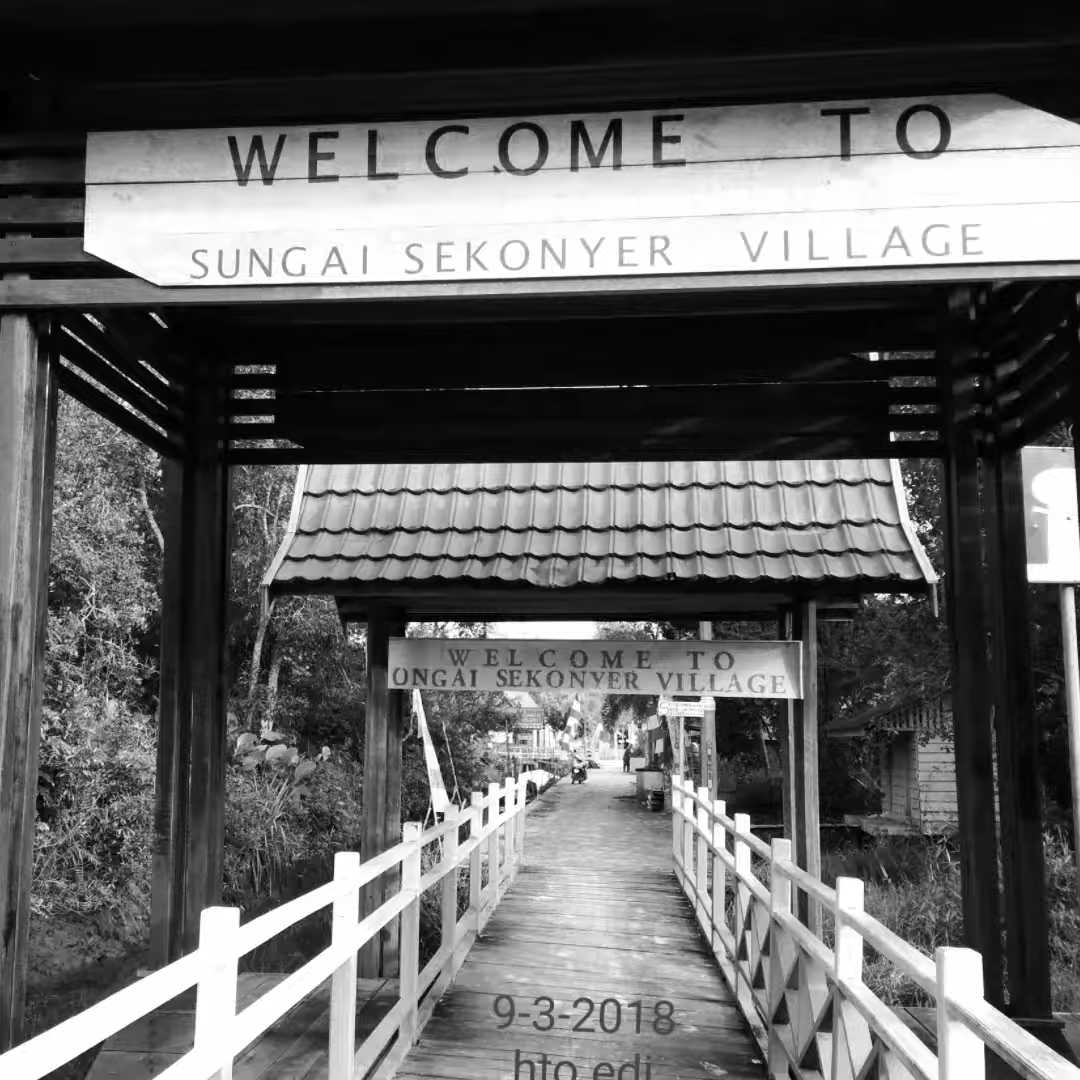 WELCOME TO
SUNGAI SEKONYER VILLAGE
WELCOME TO
ONGAI SEKONYER VILLAGE
9-3-2018
hto edi